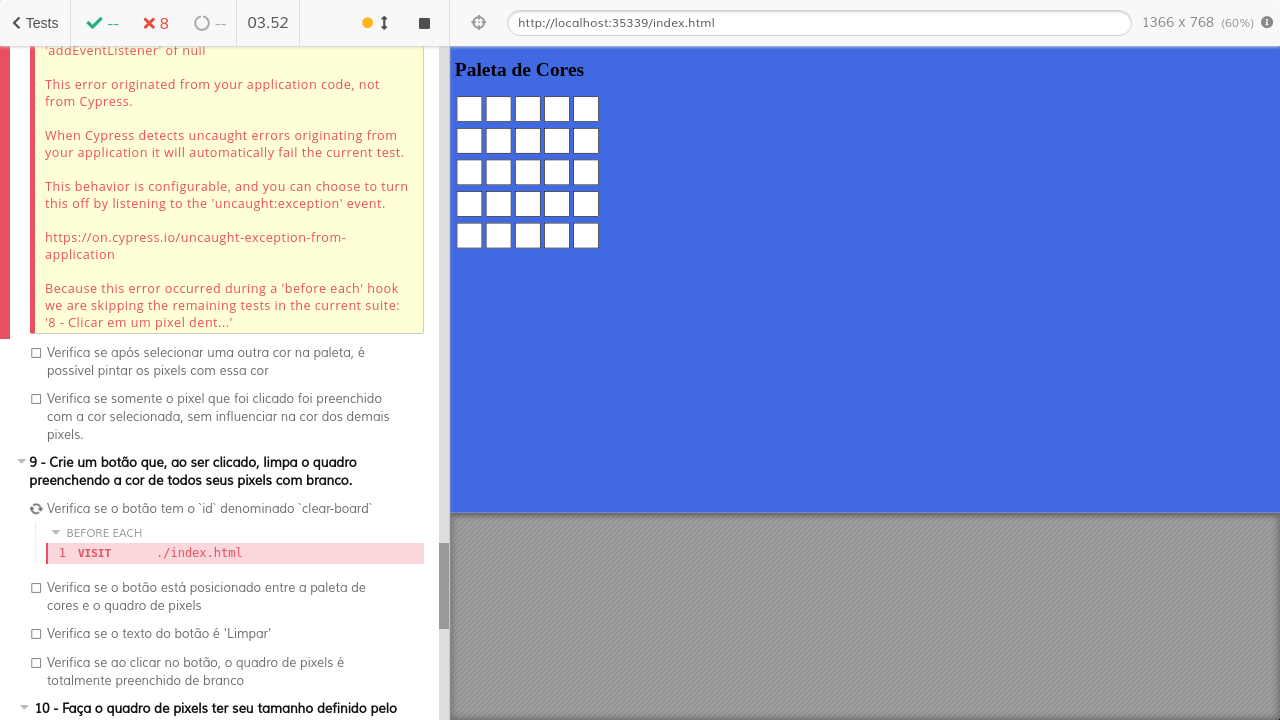 Tests
--
8
--
03.52
http://localhost:35339/index.html
1366 x 768 (60%)
'addEventListener' of null
This error originated from your application code, not
from Cypress.
When Cypress detects uncaught errors originating from
your application it will automatically fail the current test.
This behavior is configurable, and you can choose to turn
this off by listening to the 'uncaught:exception' event.
https://on.cypress.io/uncaught-exception-from-
application
Because this error occurred during a 'before each' hook
we are skipping the remaining tests in the current suite:
'8 - Clicar em um pixel dent...'
Verifica se após selecionar uma outra cor na paleta, é
possível pintar os pixels com essa cor
Verifica se somente o pixel que foi clicado foi preenchido
com a cor selecionada, sem influenciar na cor dos demais
pixels.
9 - Crie um botão que, ao ser clicado, limpa o quadro
preenchendo a cor de todos seus pixels com branco.
Verifica se o botão tem o `id` denominado `clear-board`
BEFORE EACH
1 VISIT ./index.html
Verifica se o botão está posicionado entre a paleta de
cores e o quadro de pixels
Verifica se o texto do botão é 'Limpar'
Verifica se ao clicar no botão, o quadro de pixels é
totalmente preenchido de branco
10 - Faça o quadro de pixels ter seu tamanho definido pelo
Paleta de Cores